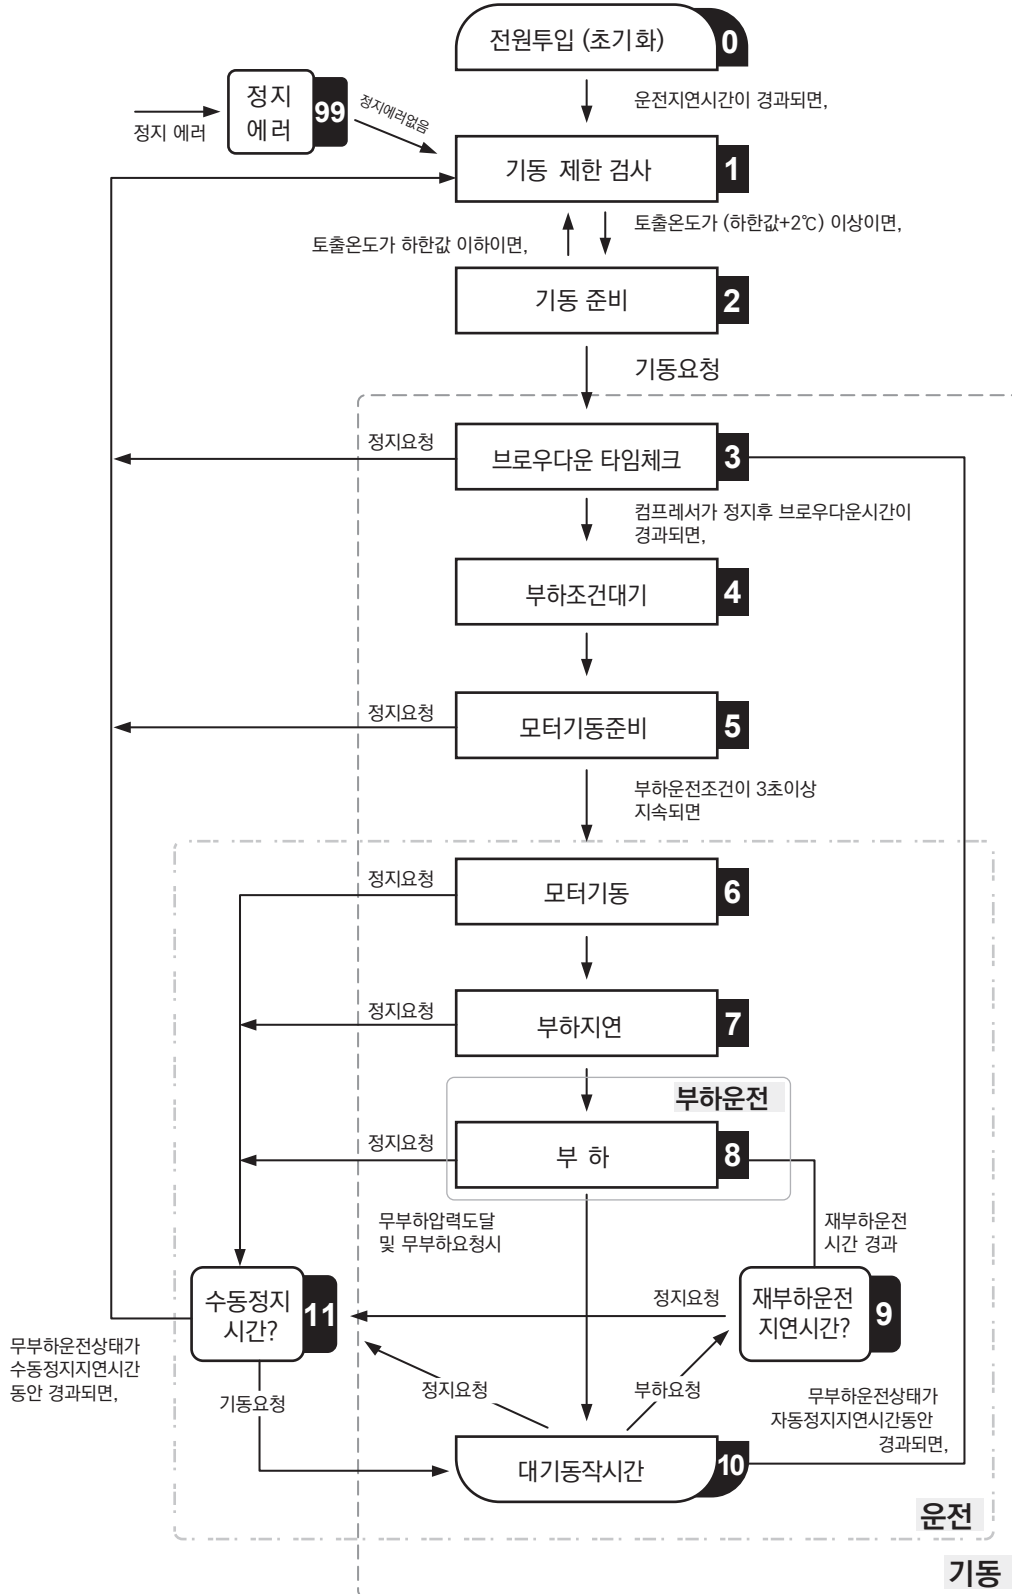 전원투입 (초기화)
0
운전지연시간이 경과되면,
정지
에러
99
정지 에러
정지에러없음
기동 제한 검사
1
토출온도가 하한값 이하이면,
토출온도가 (하한값+2℃) 이상이면,
기동 준비
2
기동요청
정지요청
브로우다운 타임체크
3
컴프레서가 정지후 브로우다운시간이
경과되면,
부하조건대기
4
정지요청
모터기동준비
5
부하운전조건이 3초이상
지속되면
정지요청
모터기동
6
정지요청
부하지연
7
부하운전
정지요청
부 하
8
무부하압력도달
및 무부하요청시
재부하운전
시간 경과
수동정지
시간?
11
정지요청
재부하운전
지연시간?
9
무부하운전상태가
수동정지지연시간
동안 경과되면,
기동요청
정지요청
부하요청
무부하운전상태가
자동정지지연시간동안
경과되면,
대기동작시간
10
운전
기동